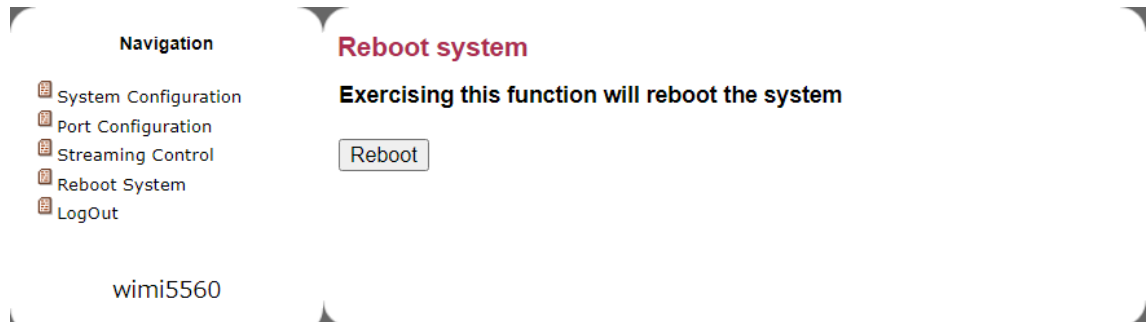 Navigation
System Configuration
Port Configuration
Streaming Control
Reboot System
LogOut
wimi5560
Reboot system
Exercising this function will reboot the system
Reboot